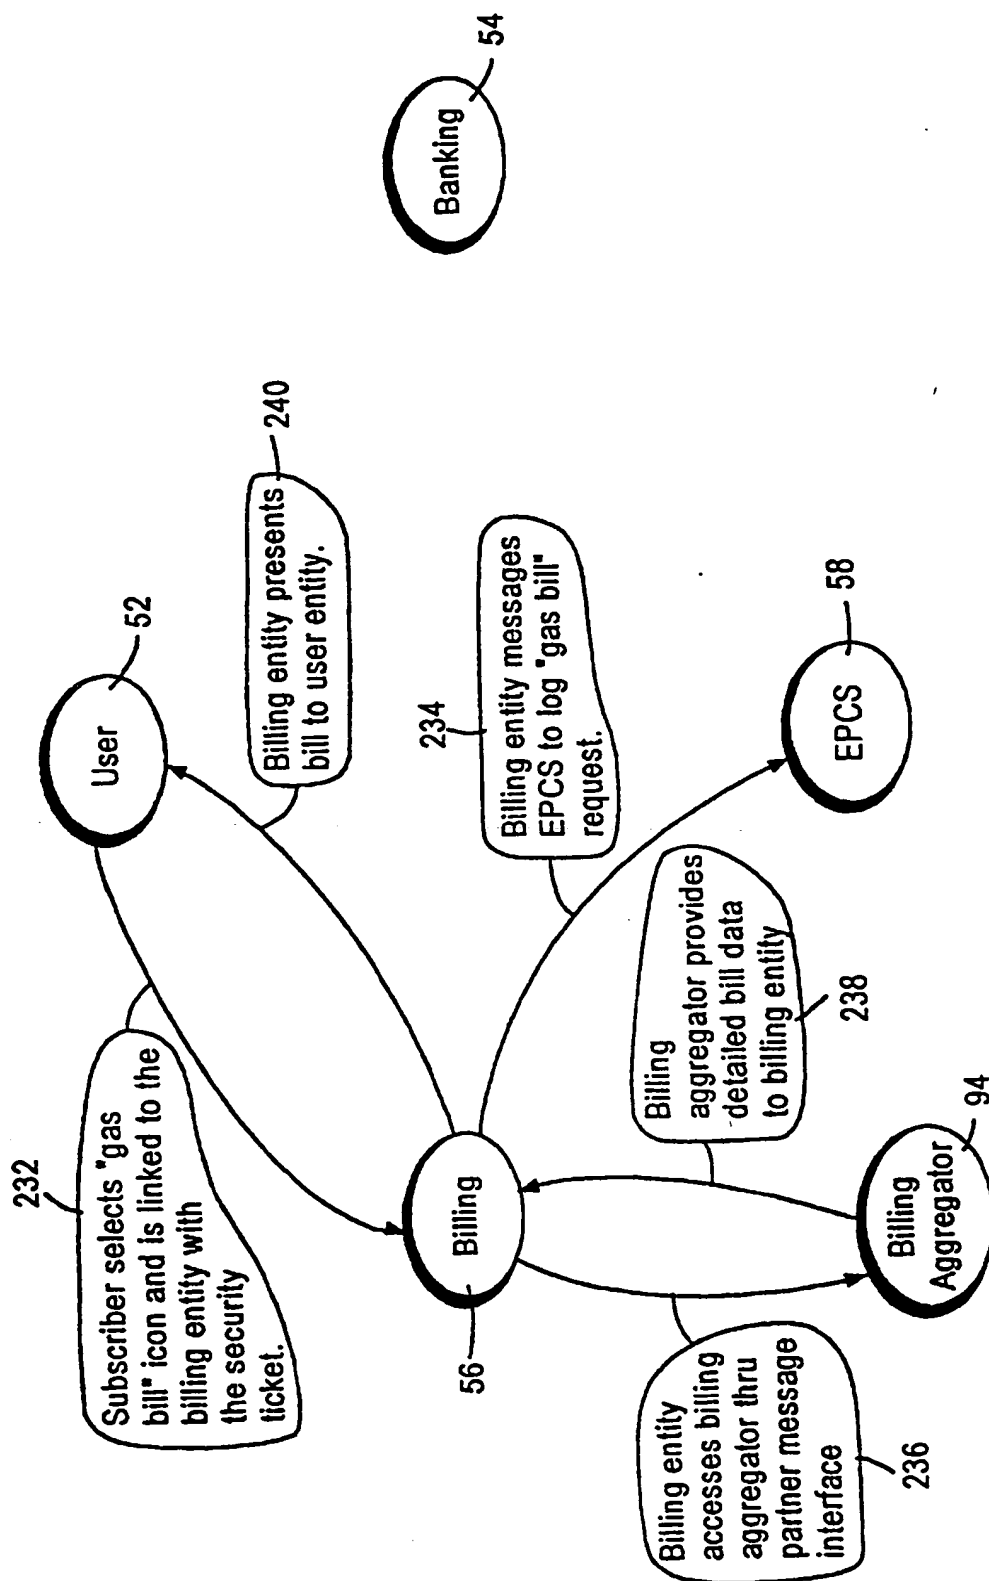 232
Subscriber selects "gas
bill" icon and is linked to the
billing entity with
the security
ticket.
User
52
Billing entity presents
bill to user entity.
240
Banking
54
Billing
56
234
Billing entity messages
EPCS to log "gas bill"
request.
Billing entity
accesses billing
aggregator thru
partner message
interface
236
Billing
aggregator provides
detailed bill data
to billing entity
238
EPCS
58
Billing
Aggregator
94